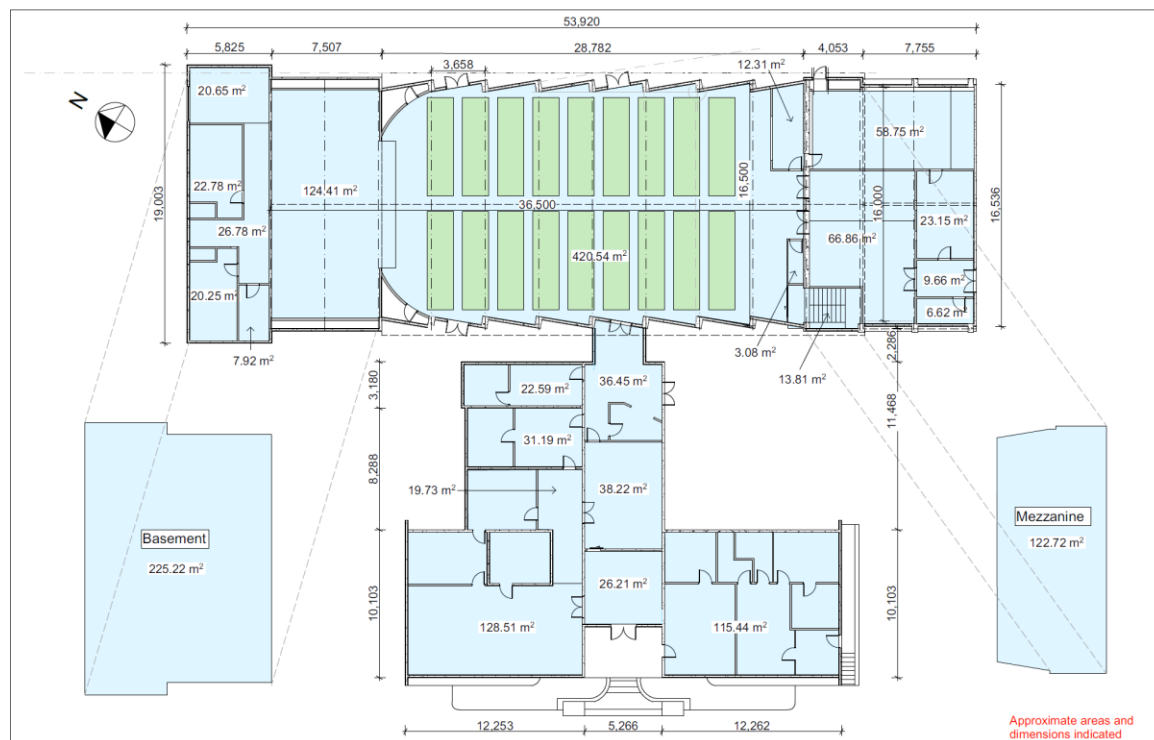 53,920
5,825
7,507
28,782
4,053
7,755
3,658
12.31 m²
N
20.65 m²
58.75 m²
22.78 m²
124.41 m²
16,500
19,003
36,500
16,000
16,536
26.78 m²
66.86 m²
23.15 m²
420.54 m²
20.25 m²
9.66 m²
6.62 m²
7.92 m²
3.08 m²
13.81 m²
2,286
3,180
22.59 m²
36.45 m²
11,468
31.19 m²
8,288
19.73 m²
38.22 m²
Basement
225.22 m²
Mezzanine
122.72 m²
26.21 m²
10,103
10,103
128.51 m²
115.44 m²
12,253
5,266
12,262
Approximate areas and
dimensions indicated